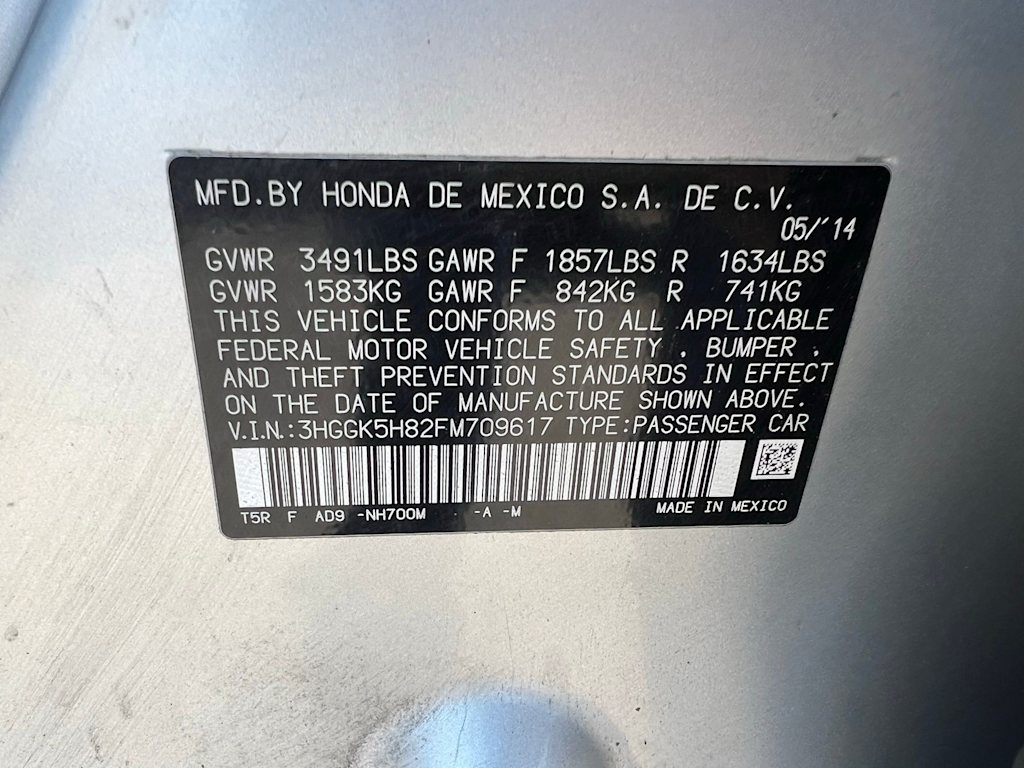 MFD.BY HONDA DE MEXICO S.A. DE C.V.
05/'14
GVWR 3491LBS GAWR F 1857LBS R 1634LBS
GVWR 1583KG GAWR F 842KG R 741KG
THIS VEHICLE CONFORMS TO ALL APPLICABLE
FEDERAL MOTOR VEHICLE SAFETY , BUMPER ,
AND THEFT PREVENTION STANDARDS IN EFFECT
ON THE DATE OF MANUFACTURE SHOWN ABOVE.
V.I.N.:3HGGK5H82FM709617 TYPE:PASSENGER CAR
T5R F AD9 -NH700M -A -M MADE IN MEXICO